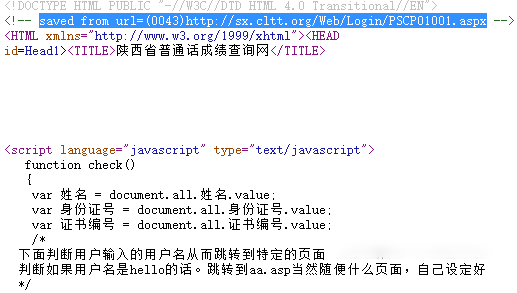 <!DOCTYPE HTML PUBLIC "-//W3C//DTD HTML 4.0 Transitional//EN">
<!-- saved from url=(0043)http://sx.cltt.org/Web/Login/PSCP01001.aspx -->
<HTML xmlns="http://www.w3.org/1999/xhtml"><HEAD
id=Head1><TITLE>陕西省普通话成绩查询网</TITLE>
<script language="javascript" type="text/javascript">
function check()
{
var 姓名 = document.all.姓名.value;
var 身份证号 = document.all.身份证号.value;
var 证书编号 = document.all.证书编号.value;
/*
下面判断用户输入的用户名从而跳转到特定的页面
判断如果用户名是hello的话。跳转到aa.asp当然随便什么页面，自己设定好
*/